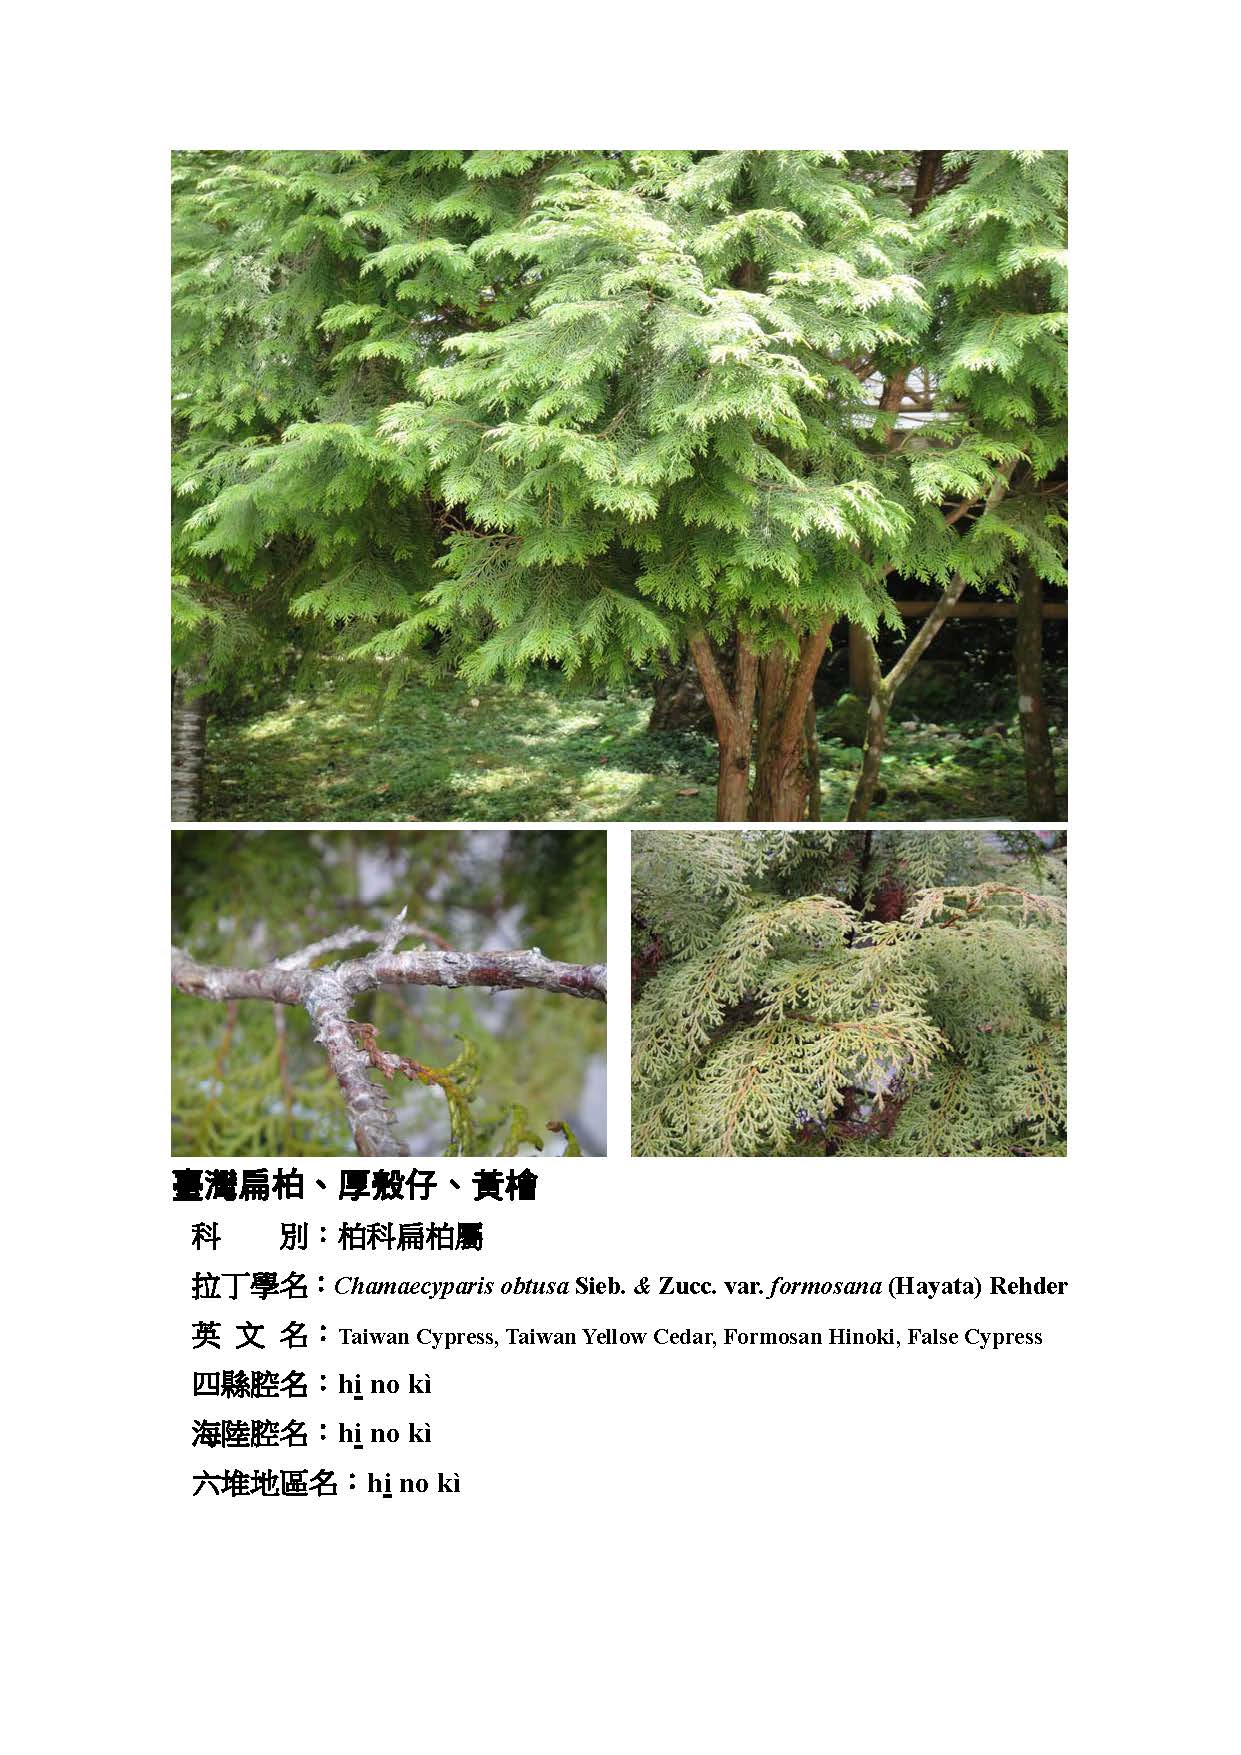 臺灣扁柏、厚殼仔、黃檜
科　　別：柏科扁柏屬
拉丁學名：Chamaecyparis obtusa Sieb. & Zucc. var. formosana (Hayata) Rehder
英 文 名：Taiwan Cypress, Taiwan Yellow Cedar, Formosan Hinoki, False Cypress
四縣腔名：hi̲ no kì
海陸腔名：hi̲ no kì
六堆地區名：hi̲ no kì